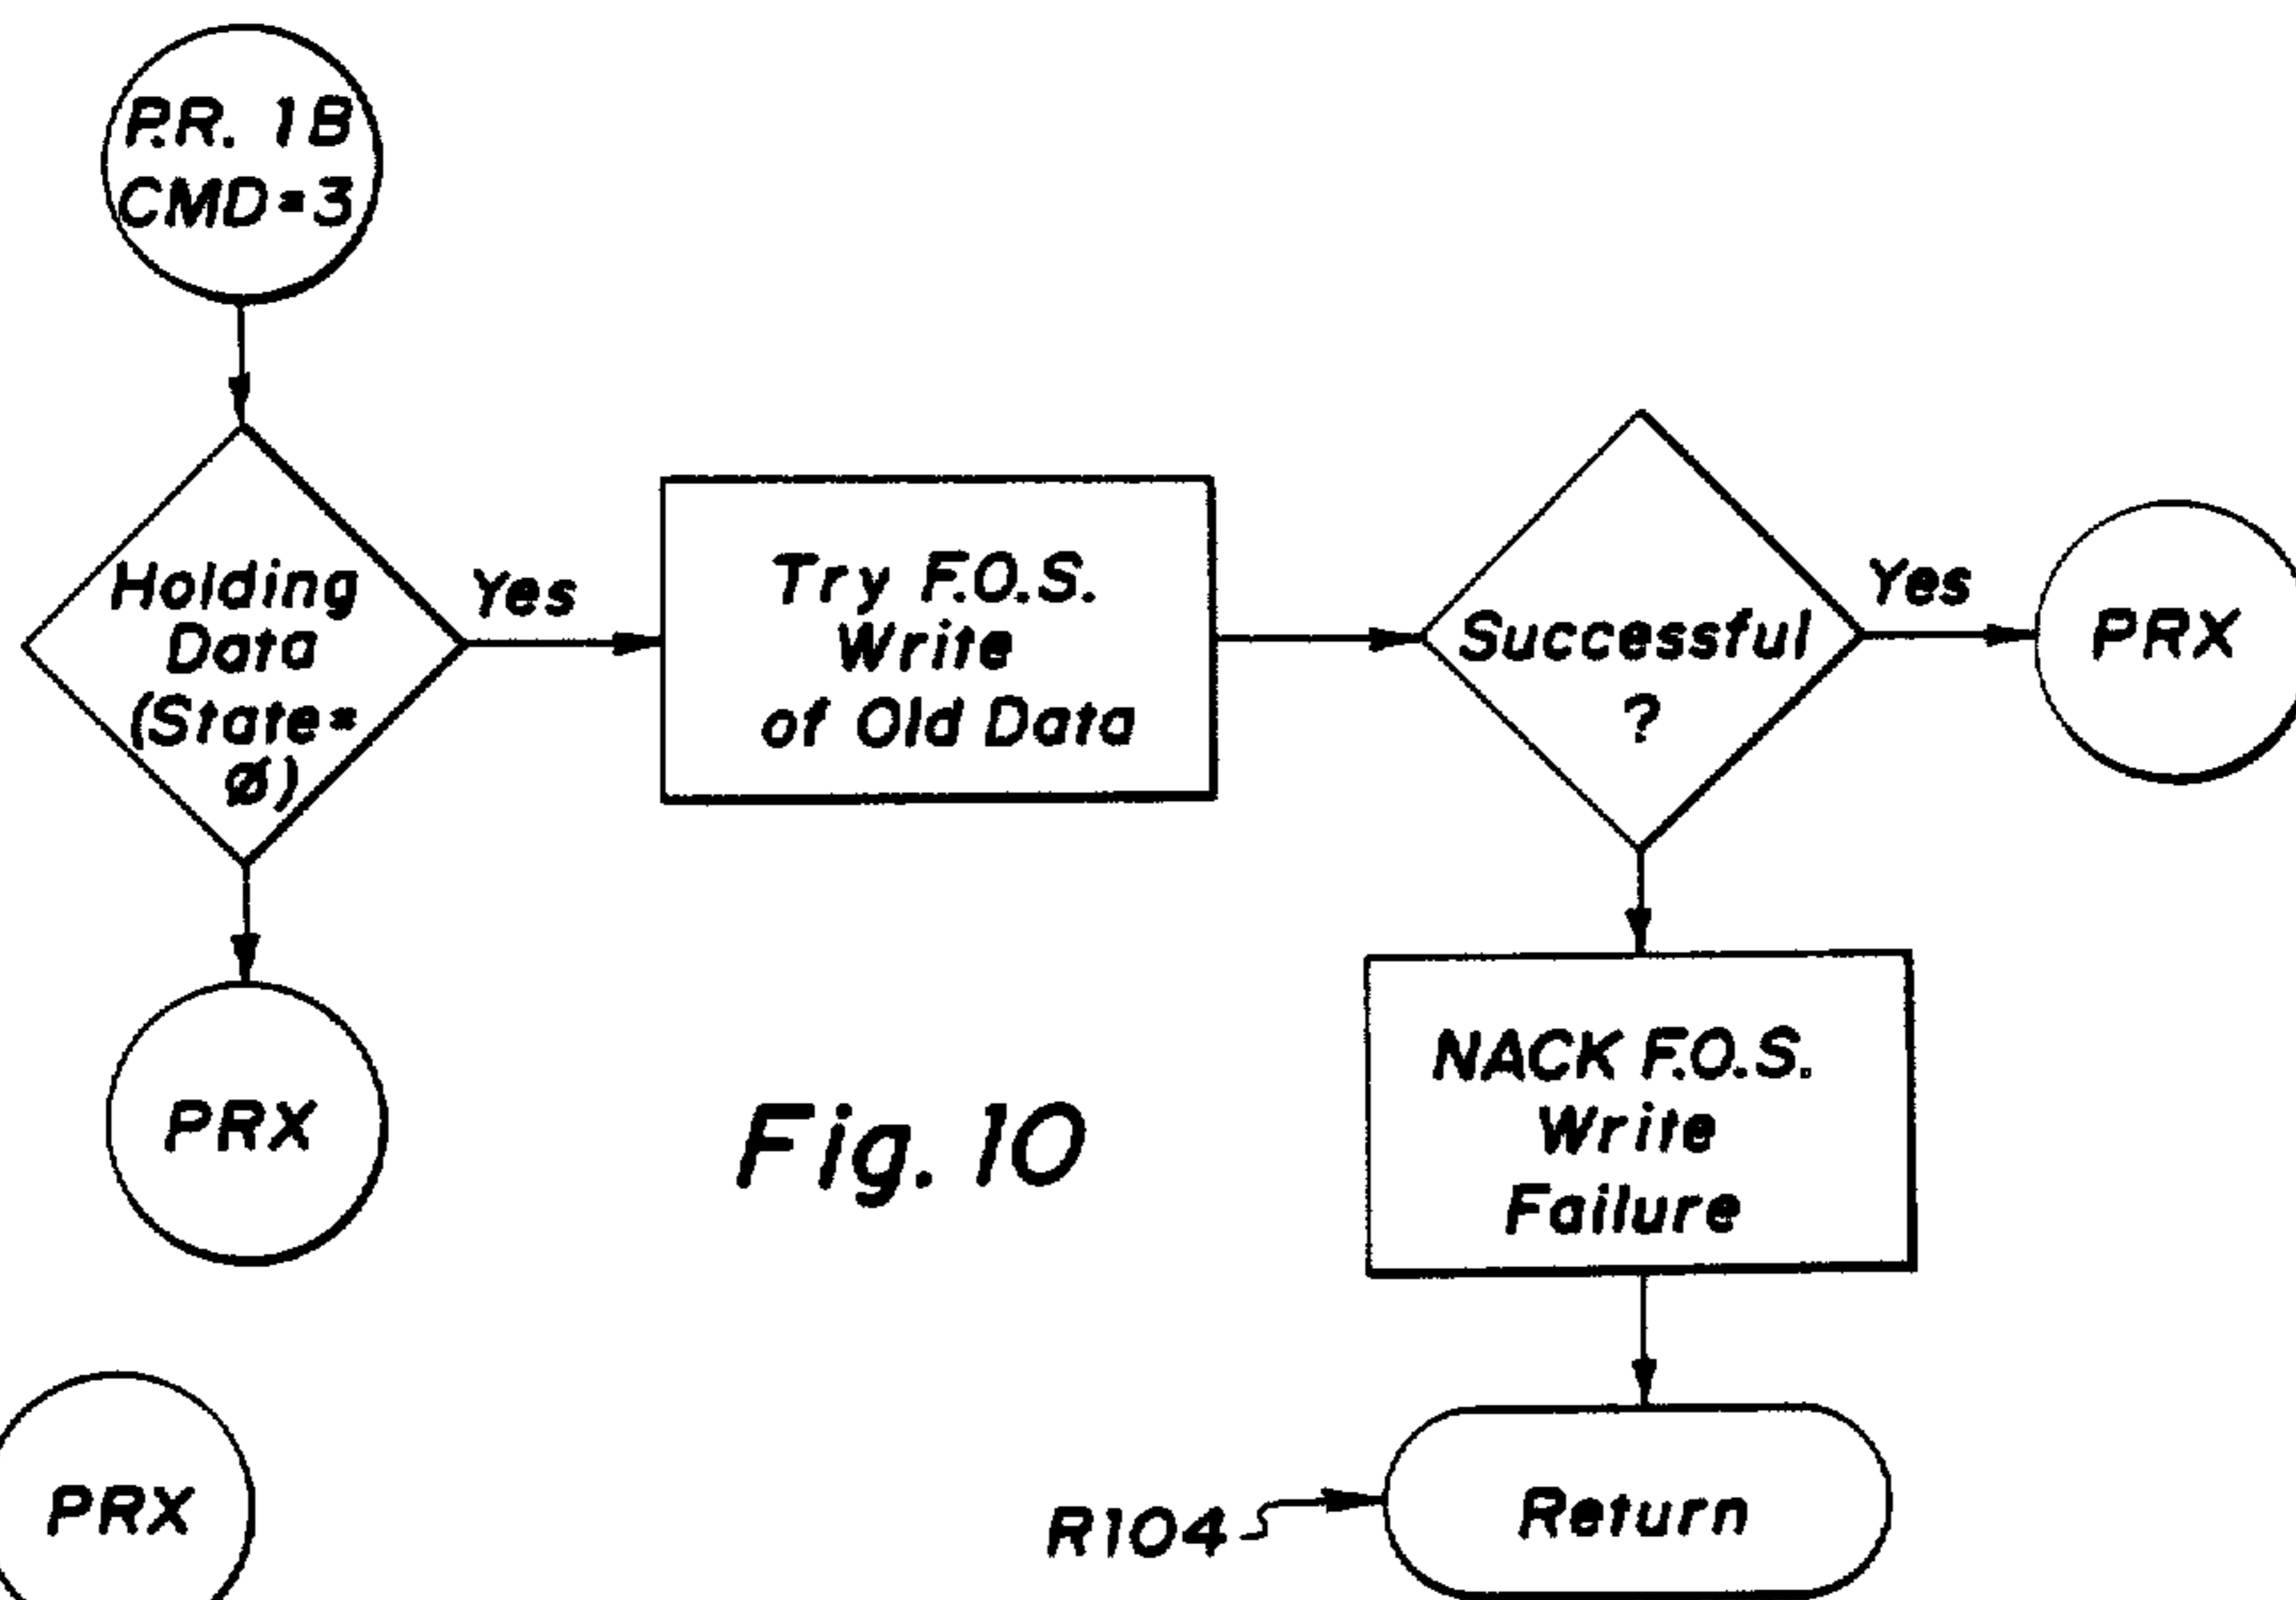 P.R. 1B
CMD=3
Holding
Data
(State=
Ø)
Yes
Try F.O.S.
Write
of Old Data
Successful
?
Yes
PRX
PRX
NACK F.O.S.
Write
Failure
Fig. 10
PRX
R104
Return